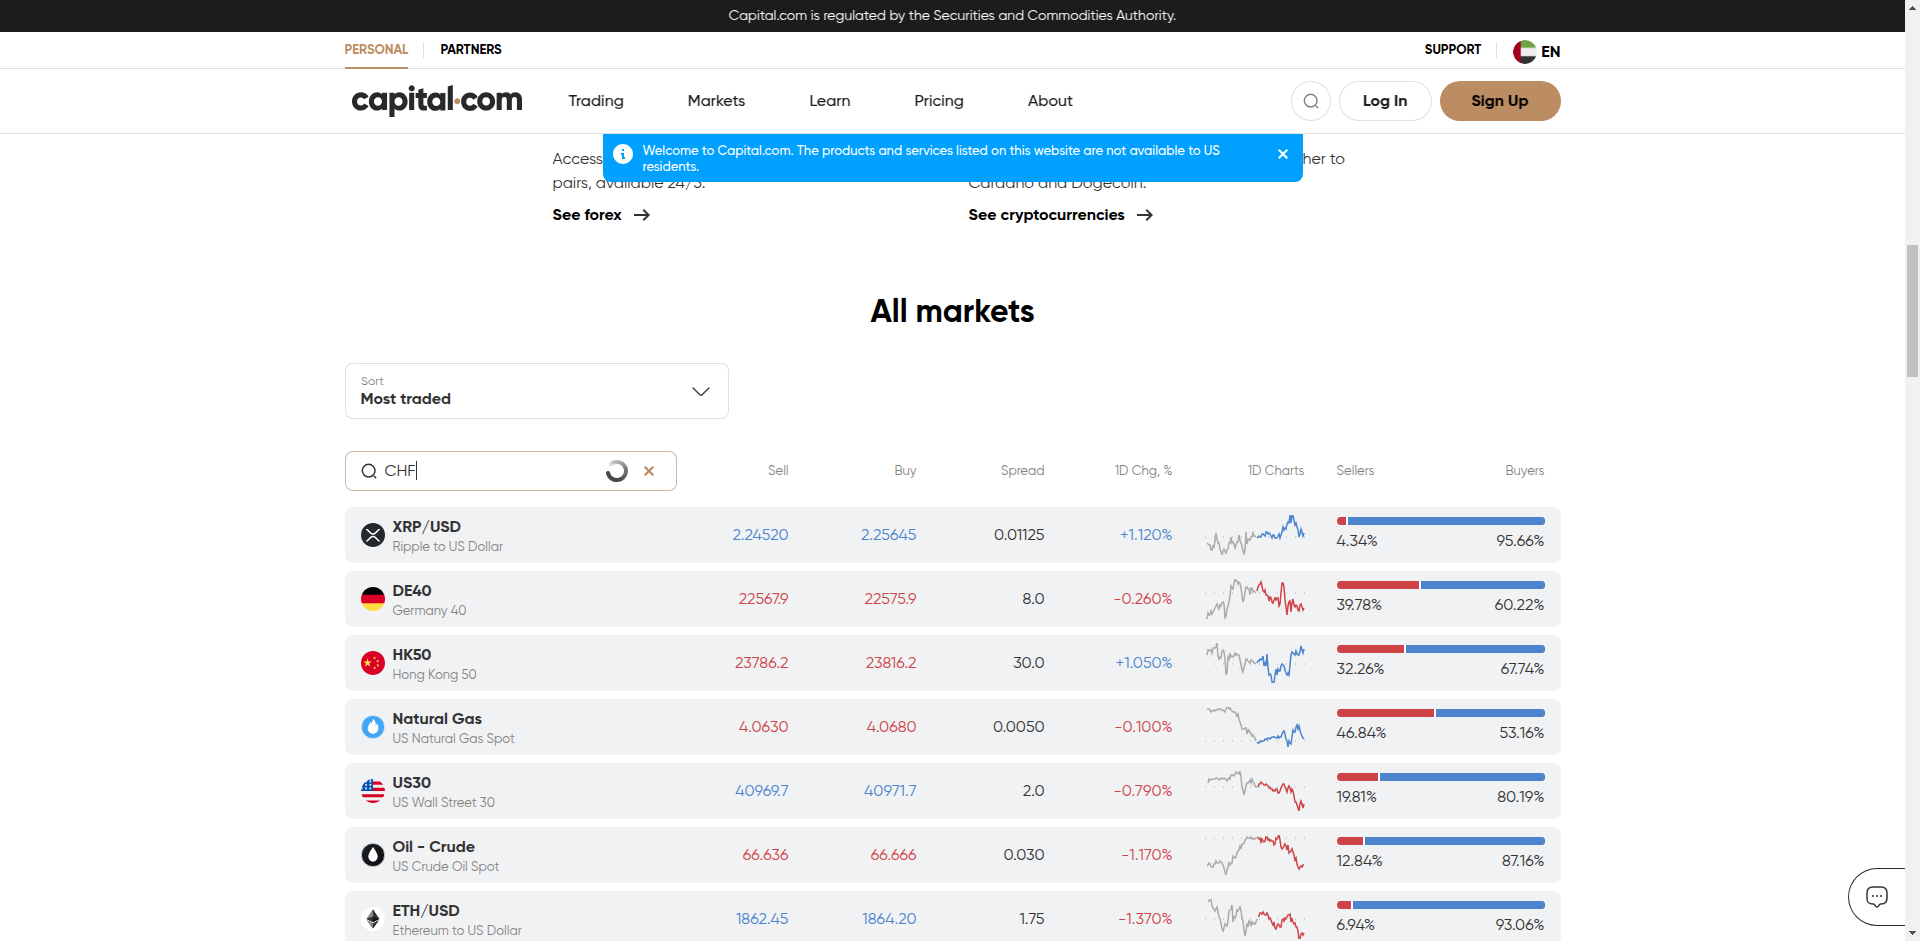 Capital.com is regulated by the Securities and Commodities Authority.
PERSONAL PARTNERS SUPPORT EN
capital.com Trading Markets Learn Pricing About Log In Sign Up
Welcome to Capital.com. The products and services listed on this website are not available to US
residents.
Access her to
pairs, available 24/5. Cardano and Dogecoin.
See forex See cryptocurrencies
All markets
Sort
Most traded
CHF Sell Buy Spread 1D Chg, % 1D Charts Sellers Buyers
XRP/USD
Ripple to US Dollar 2.24520 2.25645 0.01125 +1.120% 4.34% 95.66%
DE40
Germany 40 22567.9 22575.9 8.0 -0.260% 39.78% 60.22%
HK50
Hong Kong 50 23786.2 23816.2 30.0 +1.050% 32.26% 67.74%
Natural Gas
US Natural Gas Spot 4.0630 4.0680 0.0050 -0.100% 46.84% 53.16%
US30
US Wall Street 30 40969.7 40971.7 2.0 -0.790% 19.81% 80.19%
Oil - Crude
US Crude Oil Spot 66.636 66.666 0.030 -1.170% 12.84% 87.16%
ETH/USD
Ethereum to US Dollar 1862.45 1864.20 1.75 -1.370% 6.94% 93.06%